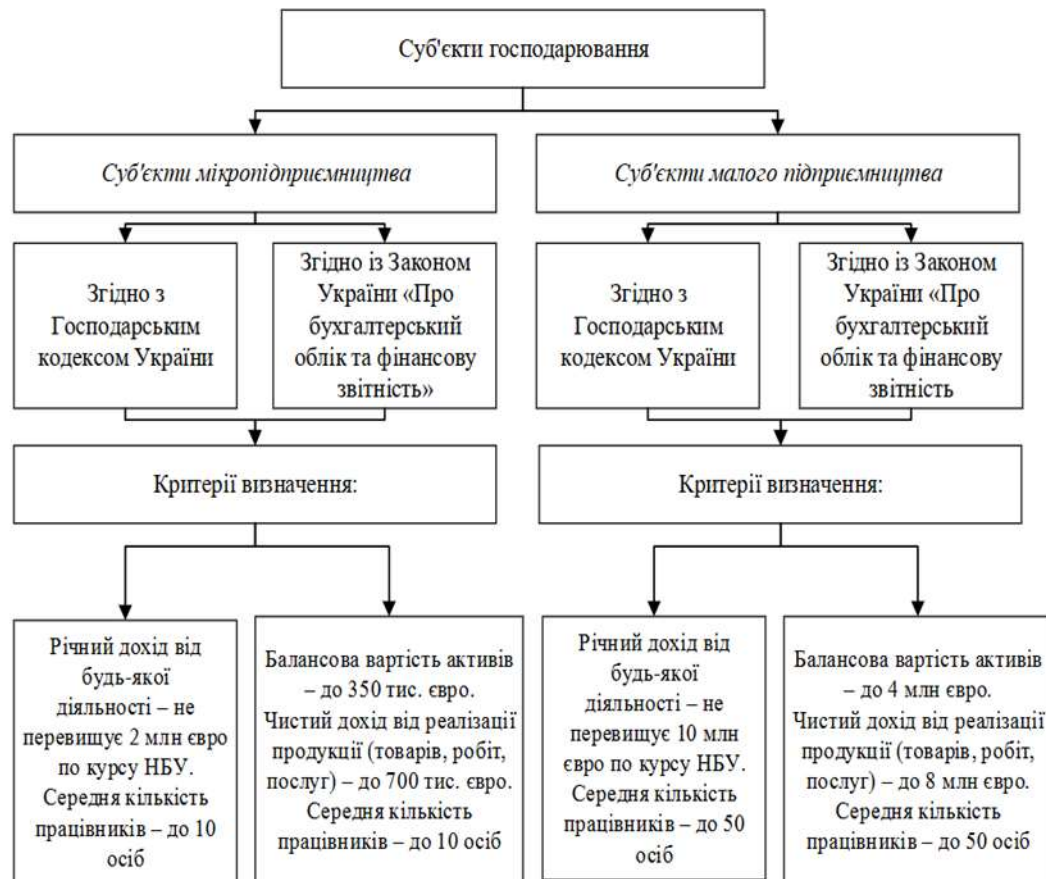 Суб'єкти господарювання
Суб'єкти мікропідприємництва
Суб'єкти малого підприємництва
Згідно з
Господарським
кодексом України
Згідно із Законом
України «Про
бухгалтерський
облік та фінансову
звітність»
Згідно з
Господарським
кодексом України
Згідно із Законом
України «Про
бухгалтерський
облік та фінансову
звітність
Критерії визначення:
Критерії визначення:
Річний дохід від
будь-якої
діяльності – не
перевищує 2 млн євро
по курсу НБУ.
Середня кількість
працівників – до 10
осіб
Балансова вартість активів
– до 350 тис. євро.
Чистий дохід від реалізації
продукції (товарів, робіт,
послуг) – до 700 тис. євро.
Середня кількість
працівників – до 10 осіб
Річний дохід від
будь-якої
діяльності – не
перевищує 10 млн
євро по курсу НБУ.
Середня кількість
працівників – до 50
осіб
Балансова вартість активів
– до 4 млн євро.
Чистий дохід від реалізації
продукції (товарів, робіт,
послуг) – до 8 млн євро.
Середня кількість
працівників – до 50 осіб